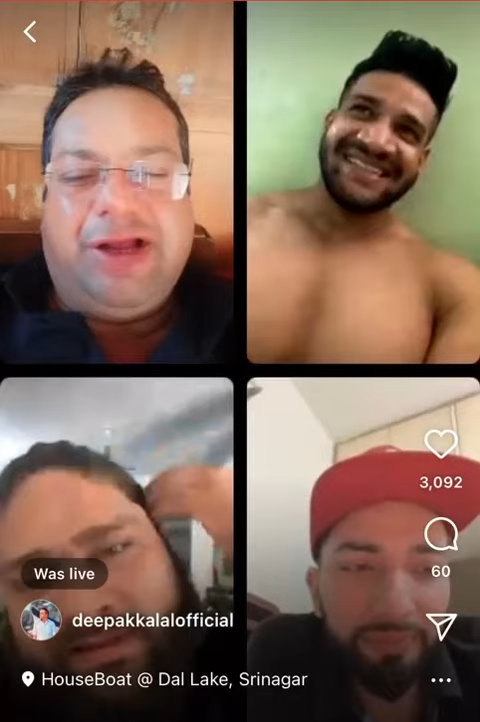 3,092
60
Was live
deepakkalalofficial
HouseBoat @ Dal Lake, Srinagar